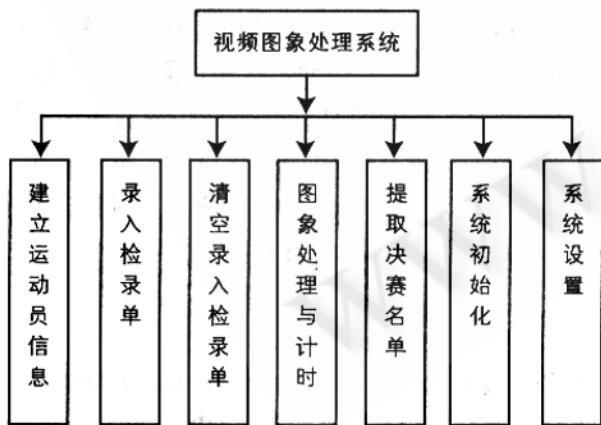 视频图象处理系统
建立运动员信息
录入检录单
清空录入检录单
图象处理与计时
提取决赛名单
系统初始化
系统设置
WWW